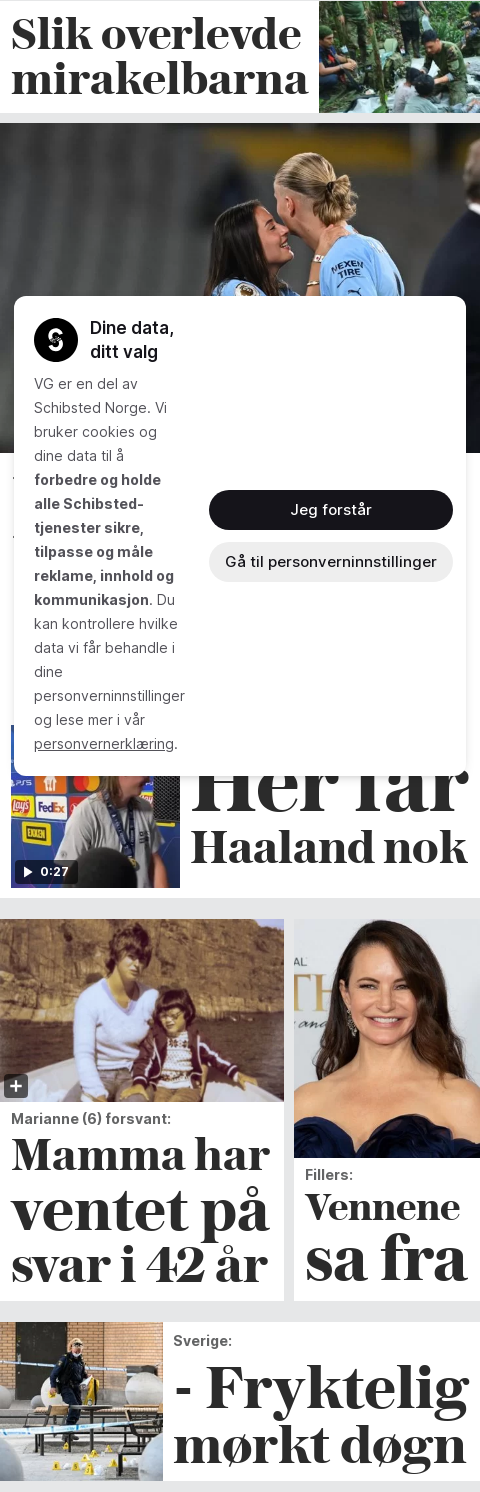 Slik overlevde
mirakelbarna
NEXEN
TIRE
Dine data,
ditt valg
VG er en del av
Schibsted Norge. Vi
bruker cookies og
dine data til å
forbedre og holde
alle Schibsted-
tjenester sikre,
tilpasse og måle
reklame, innhold og
kommunikasjon. Du
kan kontrollere hvilke
data vi får behandle i
dine
personverninnstillinger
og lese mer i vår
personvernerklæring.
Jeg forstår
Gå til personverninnstillinger
Lay's
FedEx
EKKEN
0:27
Her får
Haaland nok
Marianne (6) forsvant:
Mamma har
ventet på
svar i 42 år
Fillers:
Vennene
sa fra
Sverige:
- Fryktelig
mørkt døgn